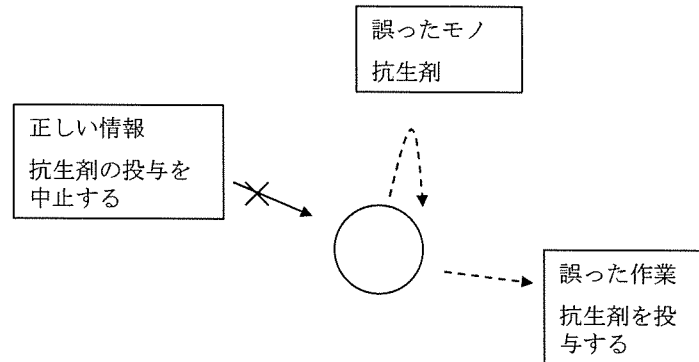 誤ったモノ
抗生剤
正しい情報
抗生剤の投与を
中止する
誤った作業
抗生剤を投
与する